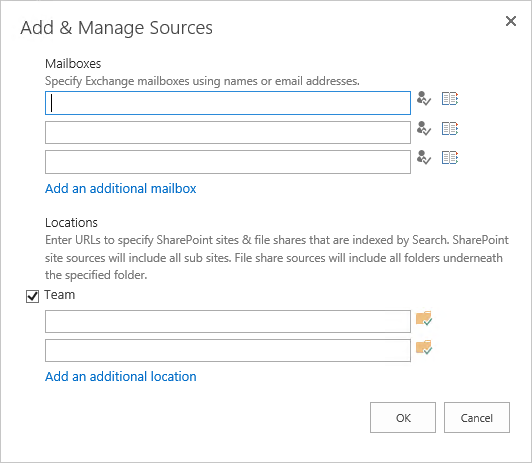 Add & Manage Sources
Mailboxes
Specify Exchange mailboxes using names or email addresses.
Add an additional mailbox
Locations
Enter URLs to specify SharePoint sites & file shares that are indexed by Search. SharePoint
site sources will include all sub sites. File share sources will include all folders underneath
the specified folder.
Team
Add an additional location
OK
Cancel